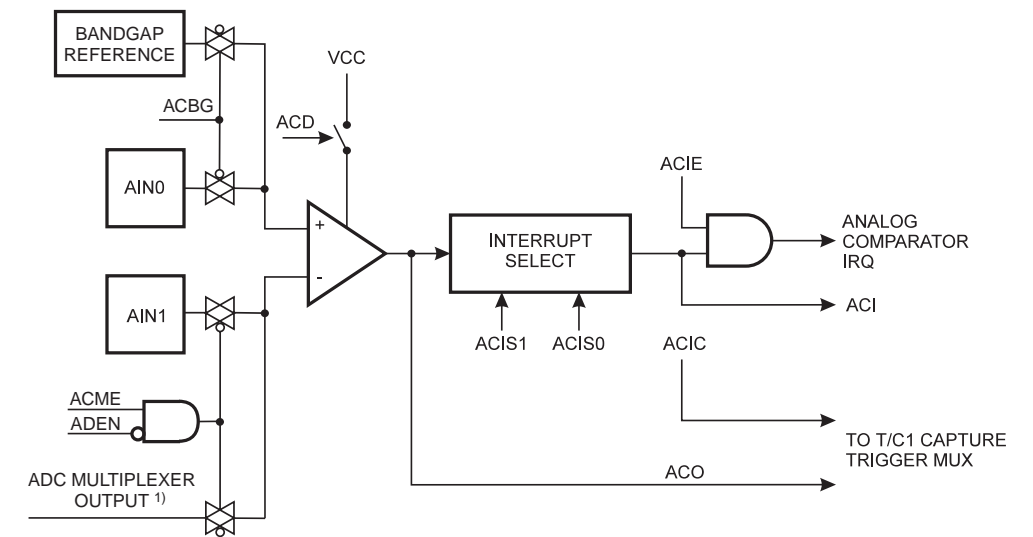 BANDGAP
REFERENCE
ACBG
AIN0
VCC
ACD
+
-
AIN1
ACME
ADEN
ADC MULTIPLEXER
OUTPUT 1)
INTERRUPT
SELECT
ACIS1
ACIS0
ACIE
ANALOG
COMPARATOR
IRQ
ACI
ACIC
TO T/C1 CAPTURE
TRIGGER MUX
ACO